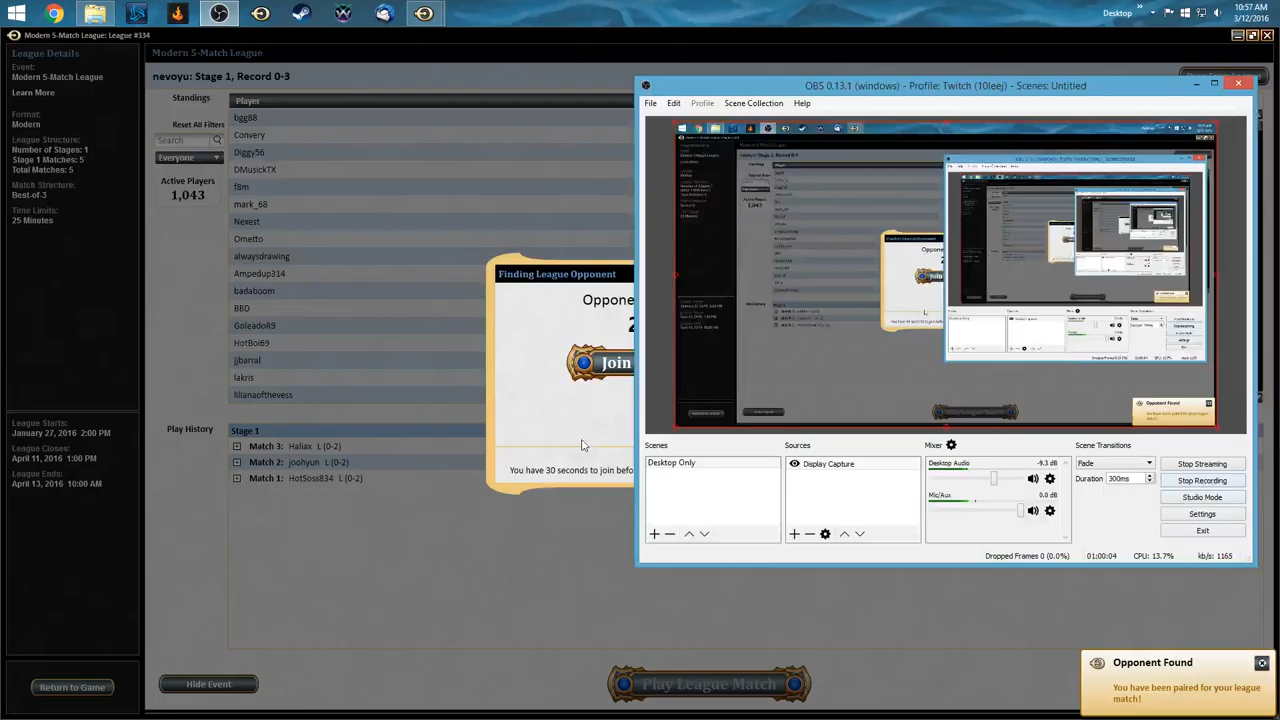 Desktop
10:57 AM
3/12/2016
Modern 5-Match League: League #334
League Details
Event:
Modern 5-Match League
Learn More
Format:
Modern
League Structure:
Number of Stages: 1
Stage 1 Matches: 5
Total Matches: 5
Match Structure:
Best-of-3
Time Limits:
25 Minutes
League Starts:
January 27, 2016 2:00 PM
League Closes:
April 11, 2016 1:00 PM
League Ends:
April 13, 2016 10:00 AM
Return to Game
Modern 5-Match League
nevoyu: Stage 1, Record 0-3
Standings
Reset All Filters
Search
Everyone
Active Players
1,043
Player
bgg88
Convery
Diggy56
DMusickTX
f8m
mark_68
Nexest
Ometto
alwaysdrawing
Ampedup314
badaboom
BBD
GoleadoR9
HotBoi69
jjbarral
lakris
lilianaofthevess
Play History
Stage 1
Match 3: Haliax L (0-2)
Match 2: joohyun L (0-2)
Match 1: HotSoss834 L (0-2)
Hide Event
Play League Match
Finding League Opponent
Join
You have 30 seconds to join
OBS 0.13.1 (windows) - Profile: Twitch (10leej) - Scenes: Untitled
File Edit Profile Scene Collection Help
Opponent Found
Scenes
Desktop Only
Sources
Display Capture
Mixer
Desktop Audio -9.3 dB
Mic/Aux 0.0 dB
Scene Transitions
Fade
Duration 300ms
Stop Streaming
Stop Recording
Studio Mode
Settings
Exit
Dropped Frames 0 (0.0%) 01:00:04 CPU: 13.7% kb/s: 1165
Opponent Found
You have been paired for your league
match!